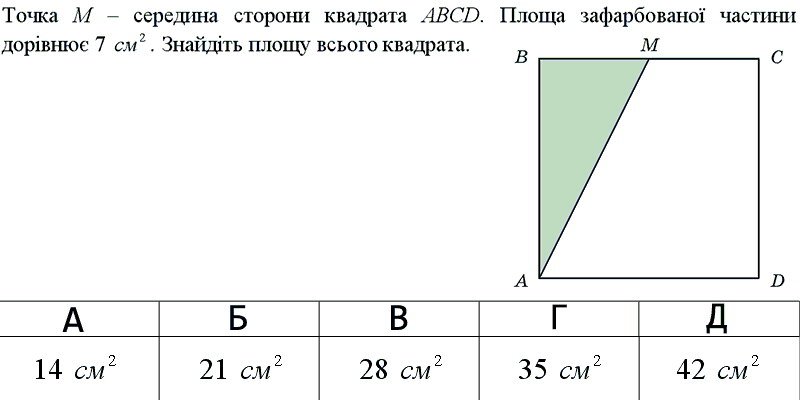 Точка M – середина сторони квадрата ABCD. Площа зафарбованої частини
дорівнює 7 см². Знайдіть площу всього квадрата.
B M C
A D
А Б В Г Д
14 см² 21 см² 28 см² 35 см² 42 см²